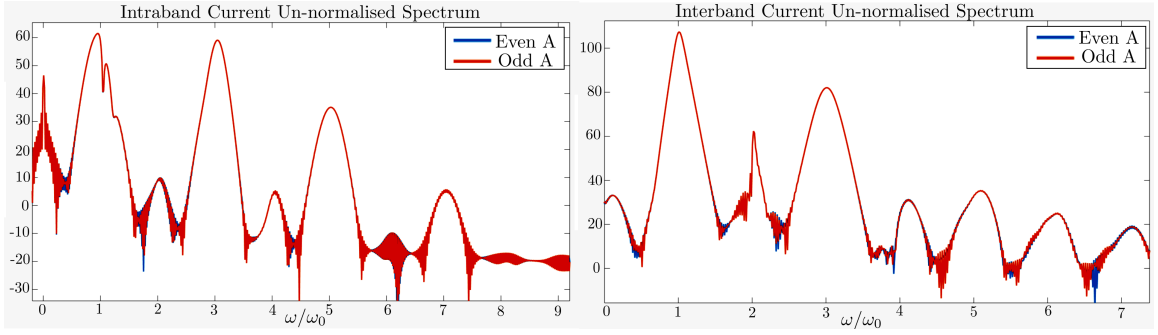 Intraband Current Un-normalised Spectrum
60
50
40
30
20
10
0
-10
-20
-30
Even A
Odd A
0 1 2 3 4 5 6 7 8 9
ω/ω₀
Interband Current Un-normalised Spectrum
100
80
60
40
20
0
Even A
Odd A
0 1 2 3 4 5 6 7
ω/ω₀